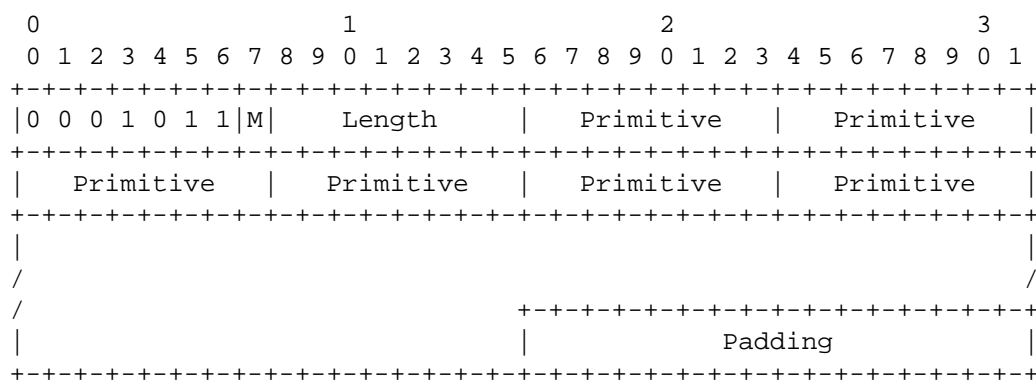 0                   1                   2                   3
 0 1 2 3 4 5 6 7 8 9 0 1 2 3 4 5 6 7 8 9 0 1 2 3 4 5 6 7 8 9 0 1
+-+-+-+-+-+-+-+-+-+-+-+-+-+-+-+-+-+-+-+-+-+-+-+-+-+-+-+-+-+-+-+-+
|0 0 0 1 0 1 1|M|    Length     |   Primitive   |   Primitive   |
+-+-+-+-+-+-+-+-+-+-+-+-+-+-+-+-+-+-+-+-+-+-+-+-+-+-+-+-+-+-+-+-+
|   Primitive   |   Primitive   |   Primitive   |   Primitive   |
+-+-+-+-+-+-+-+-+-+-+-+-+-+-+-+-+-+-+-+-+-+-+-+-+-+-+-+-+-+-+-+-+
|                                                               |
/                                                               /
/                               +-+-+-+-+-+-+-+-+-+-+-+-+-+-+-+-+
|                               |            Padding            |
+-+-+-+-+-+-+-+-+-+-+-+-+-+-+-+-+-+-+-+-+-+-+-+-+-+-+-+-+-+-+-+-+